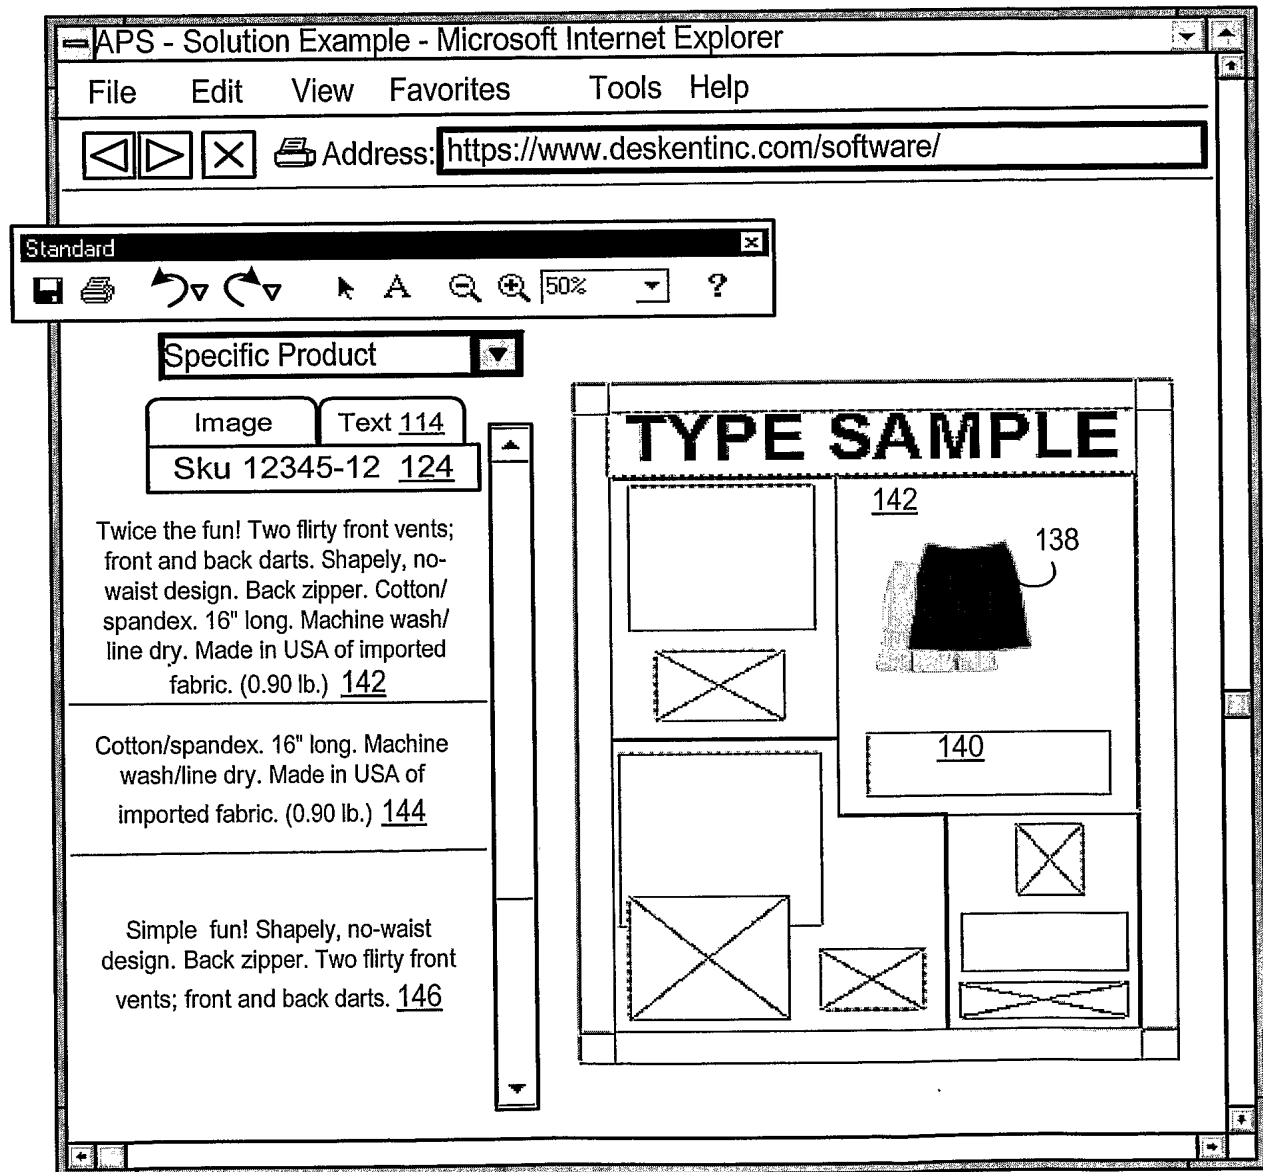 APS - Solution Example - Microsoft Internet Explorer
File Edit View Favorites Tools Help
Address: https://www.deskentinc.com/software/
Standard
A 50% ?
Specific Product
Image Text 114
Sku 12345-12 124
Twice the fun! Two flirty front vents;
front and back darts. Shapely, no-
waist design. Back zipper. Cotton/
spandex. 16" long. Machine wash/
line dry. Made in USA of imported
fabric. (0.90 lb.) 142
Cotton/spandex. 16" long. Machine
wash/line dry. Made in USA of
imported fabric. (0.90 lb.) 144
Simple fun! Shapely, no-waist
design. Back zipper. Two flirty front
vents; front and back darts. 146
TYPE SAMPLE
142
138
140